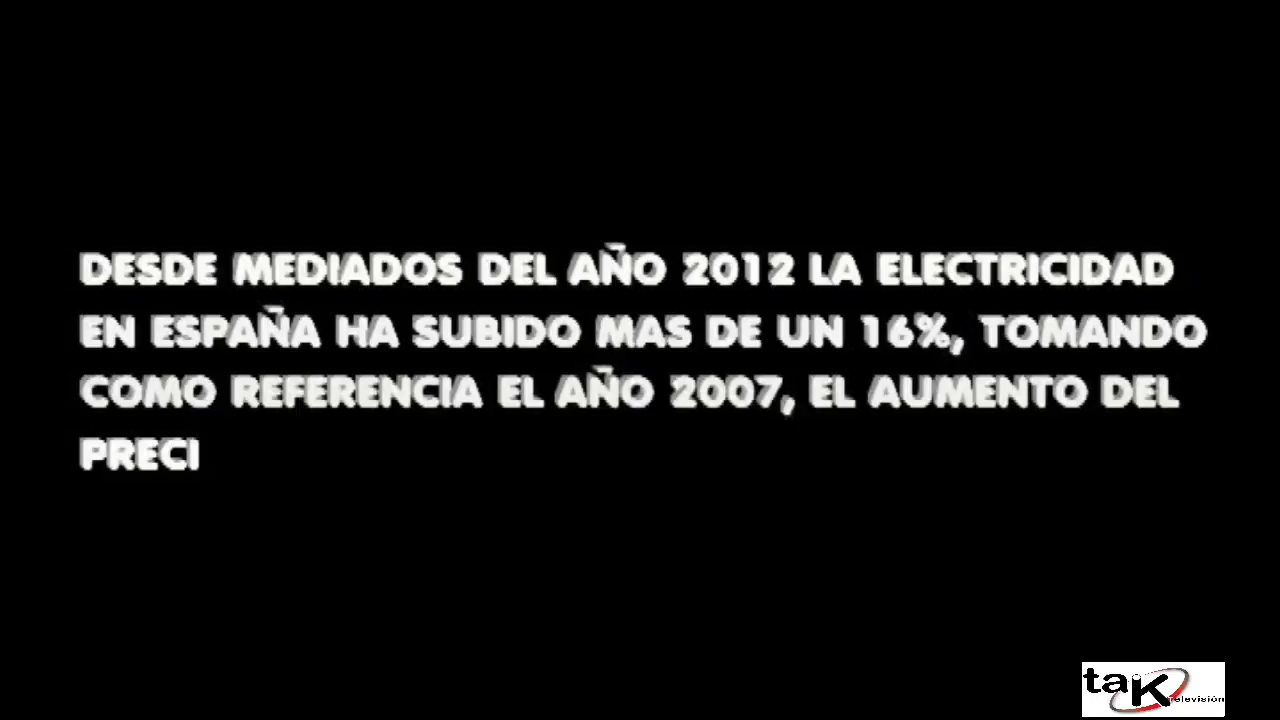 DESDE MEDIADOS DEL AÑO 2012 LA ELECTRICIDAD
EN ESPAÑA HA SUBIDO MAS DE UN 16%, TOMANDO
COMO REFERENCIA EL AÑO 2007, EL AUMENTO DEL
PRECI
taK
televisión